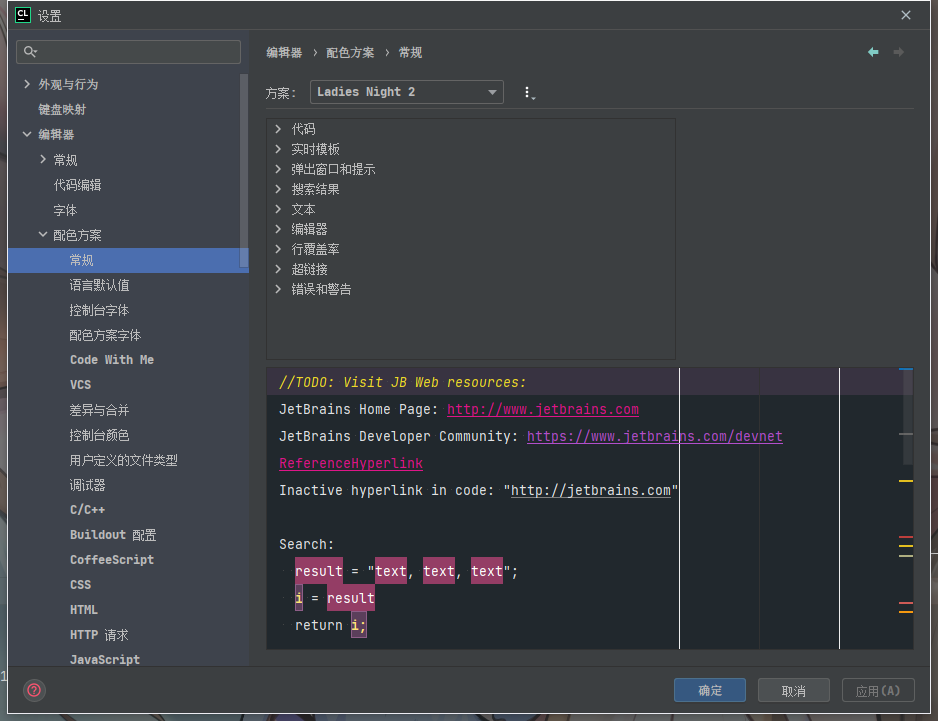 CL 设置
编辑器 › 配色方案 › 常规
外观与行为
键盘映射
编辑器
常规
代码编辑
字体
配色方案
常规
语言默认值
控制台字体
配色方案字体
Code With Me
VCS
差异与合并
控制台颜色
用户定义的文件类型
调试器
C/C++
Buildout 配置
CoffeeScript
CSS
HTML
HTTP 请求
JavaScript
方案： Ladies Night 2
代码
实时模板
弹出窗口和提示
搜索结果
文本
编辑器
行覆盖率
超链接
错误和警告
//TODO: Visit JB Web resources:
JetBrains Home Page: http://www.jetbrains.com
JetBrains Developer Community: https://www.jetbrains.com/devnet
ReferenceHyperlink
Inactive hyperlink in code: "http://jetbrains.com"
Search:
result = "text, text, text";
i = result
return i;
1
?
确定 取消 应用(A)